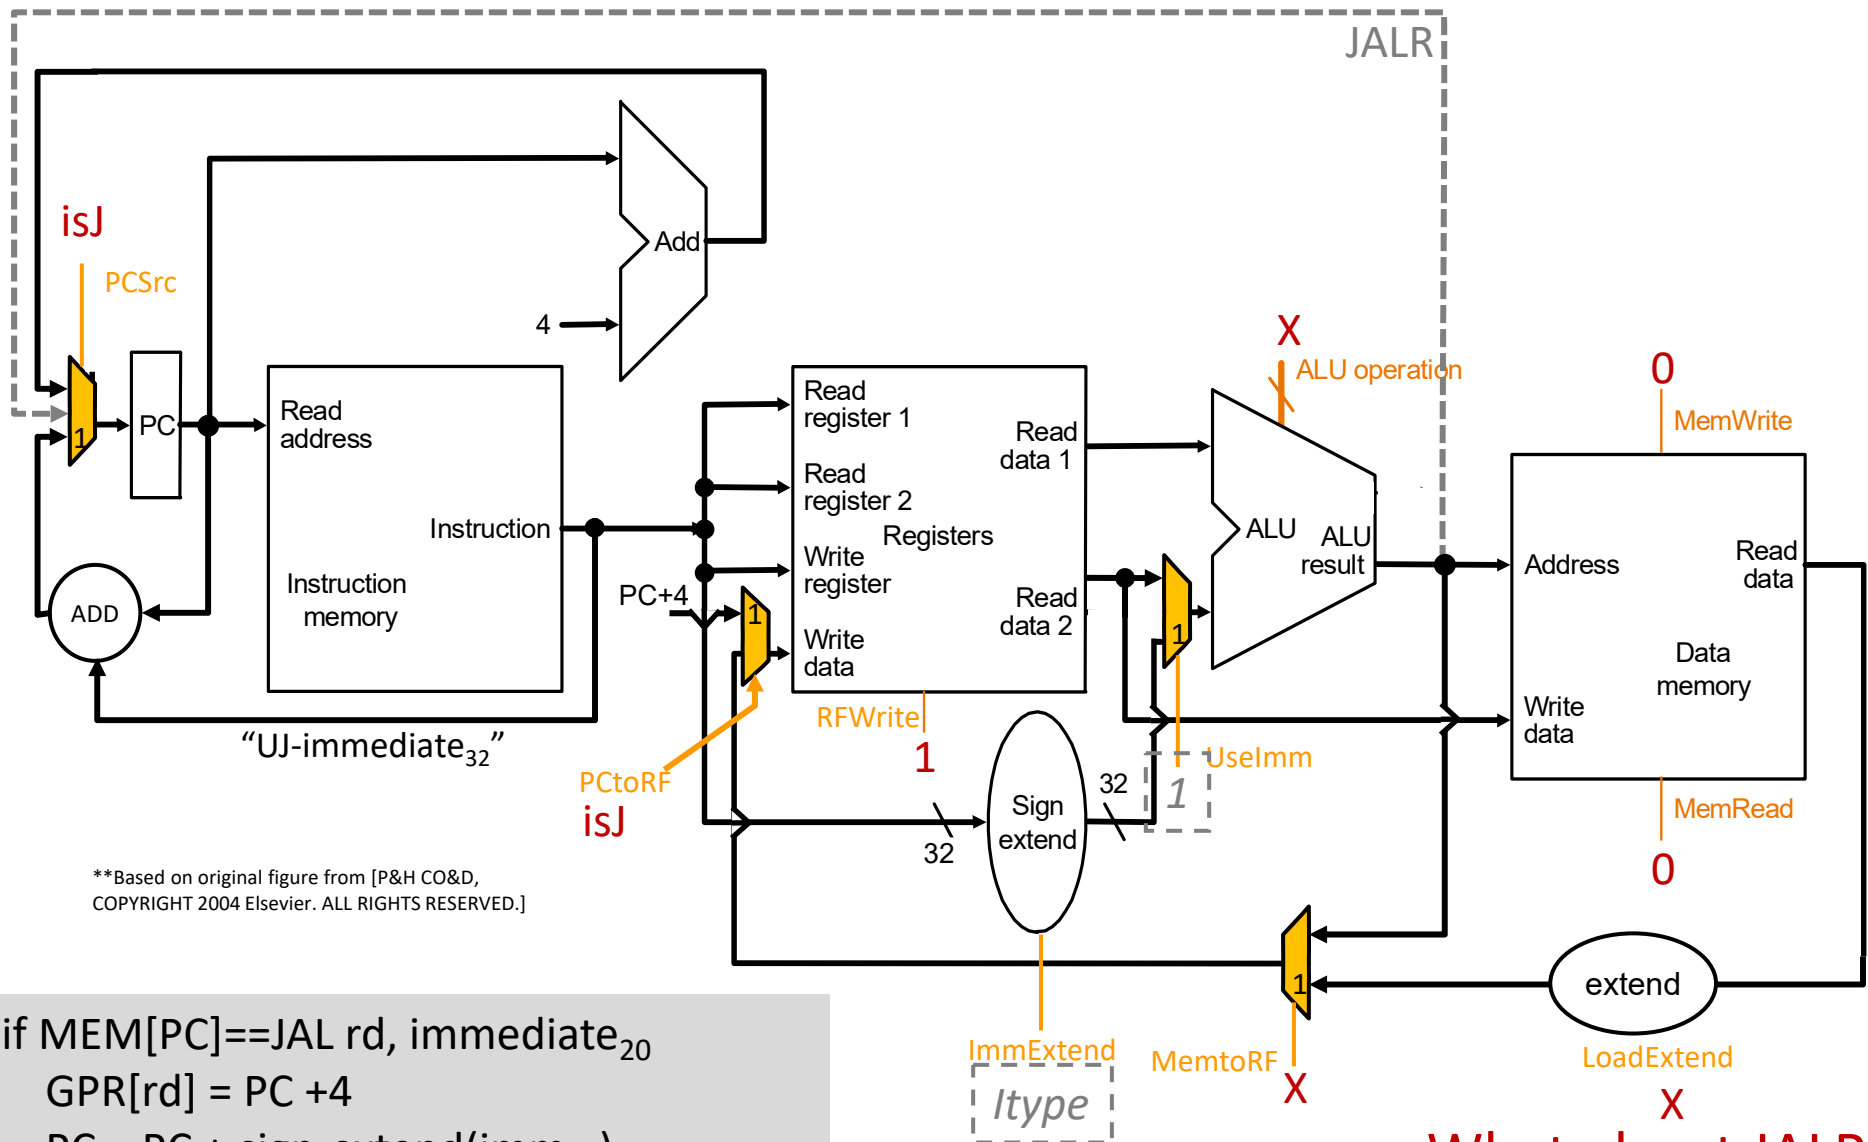 JALR
isJ
PCSrc
Add
4
X
ALU operation
0
MemWrite
1
PC
Read
address
Instruction
Instruction
memory
ADD
"UJ-immediate32"
PC+4
1
Read
register 1
Read
register 2
Write
register
Write
data
Registers
Read
data 1
Read
data 2
RFWrite
1
PCtoRF
isJ
1
UseImm
1
ALU
ALU
result
Address
Write
data
Read
data
Data
memory
MemRead
0
32
Sign
extend
32
**Based on original figure from [P&H CO&D,
COPYRIGHT 2004 Elsevier. ALL RIGHTS RESERVED.]
1
extend
ImmExtend
Itype
MemtoRF
X
LoadExtend
X
if MEM[PC]==JAL rd, immediate20
GPR[rd] = PC +4